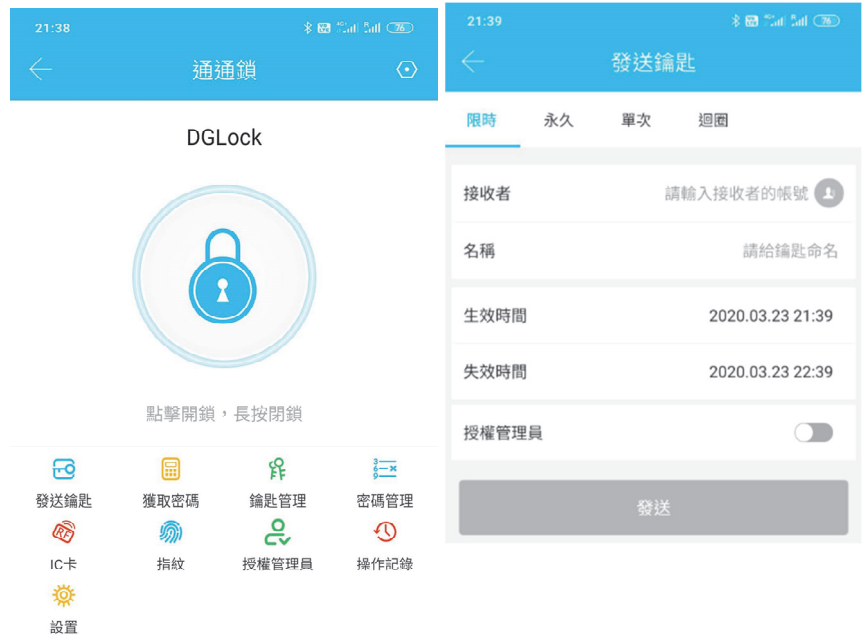 21:38
76
通通鎖
DGLock
點擊開鎖，長按閉鎖
發送鑰匙
獲取密碼
鑰匙管理
密碼管理
IC卡
指紋
授權管理員
操作記錄
設置
21:39
76
發送鑰匙
限時
永久
單次
迴圈
接收者
請輸入接收者的帳號
名稱
請給鑰匙命名
生效時間
2020.03.23 21:39
失效時間
2020.03.23 22:39
授權管理員
發送